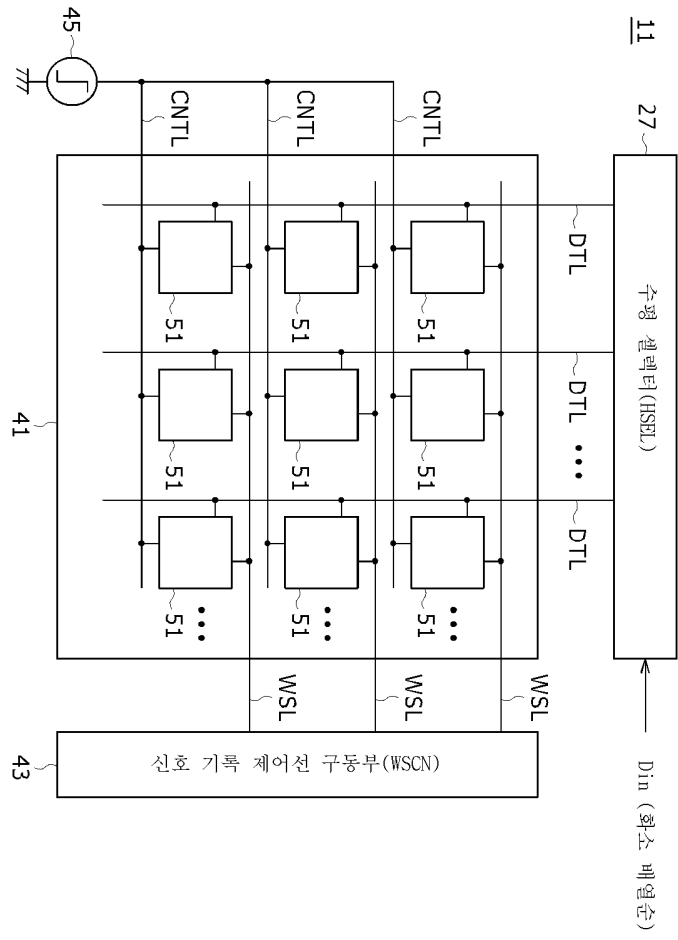 11
27
수평 셀렉터(HSEL)
Din (화소 배열순)
DTL DTL ••• DTL
WSL
CNTL
51 51 51 •••
WSL
CNTL
51 51 51 •••
WSL
CNTL
51 51 51 •••
신호 기록 제어선 구동부(WSCN)
45
41
43